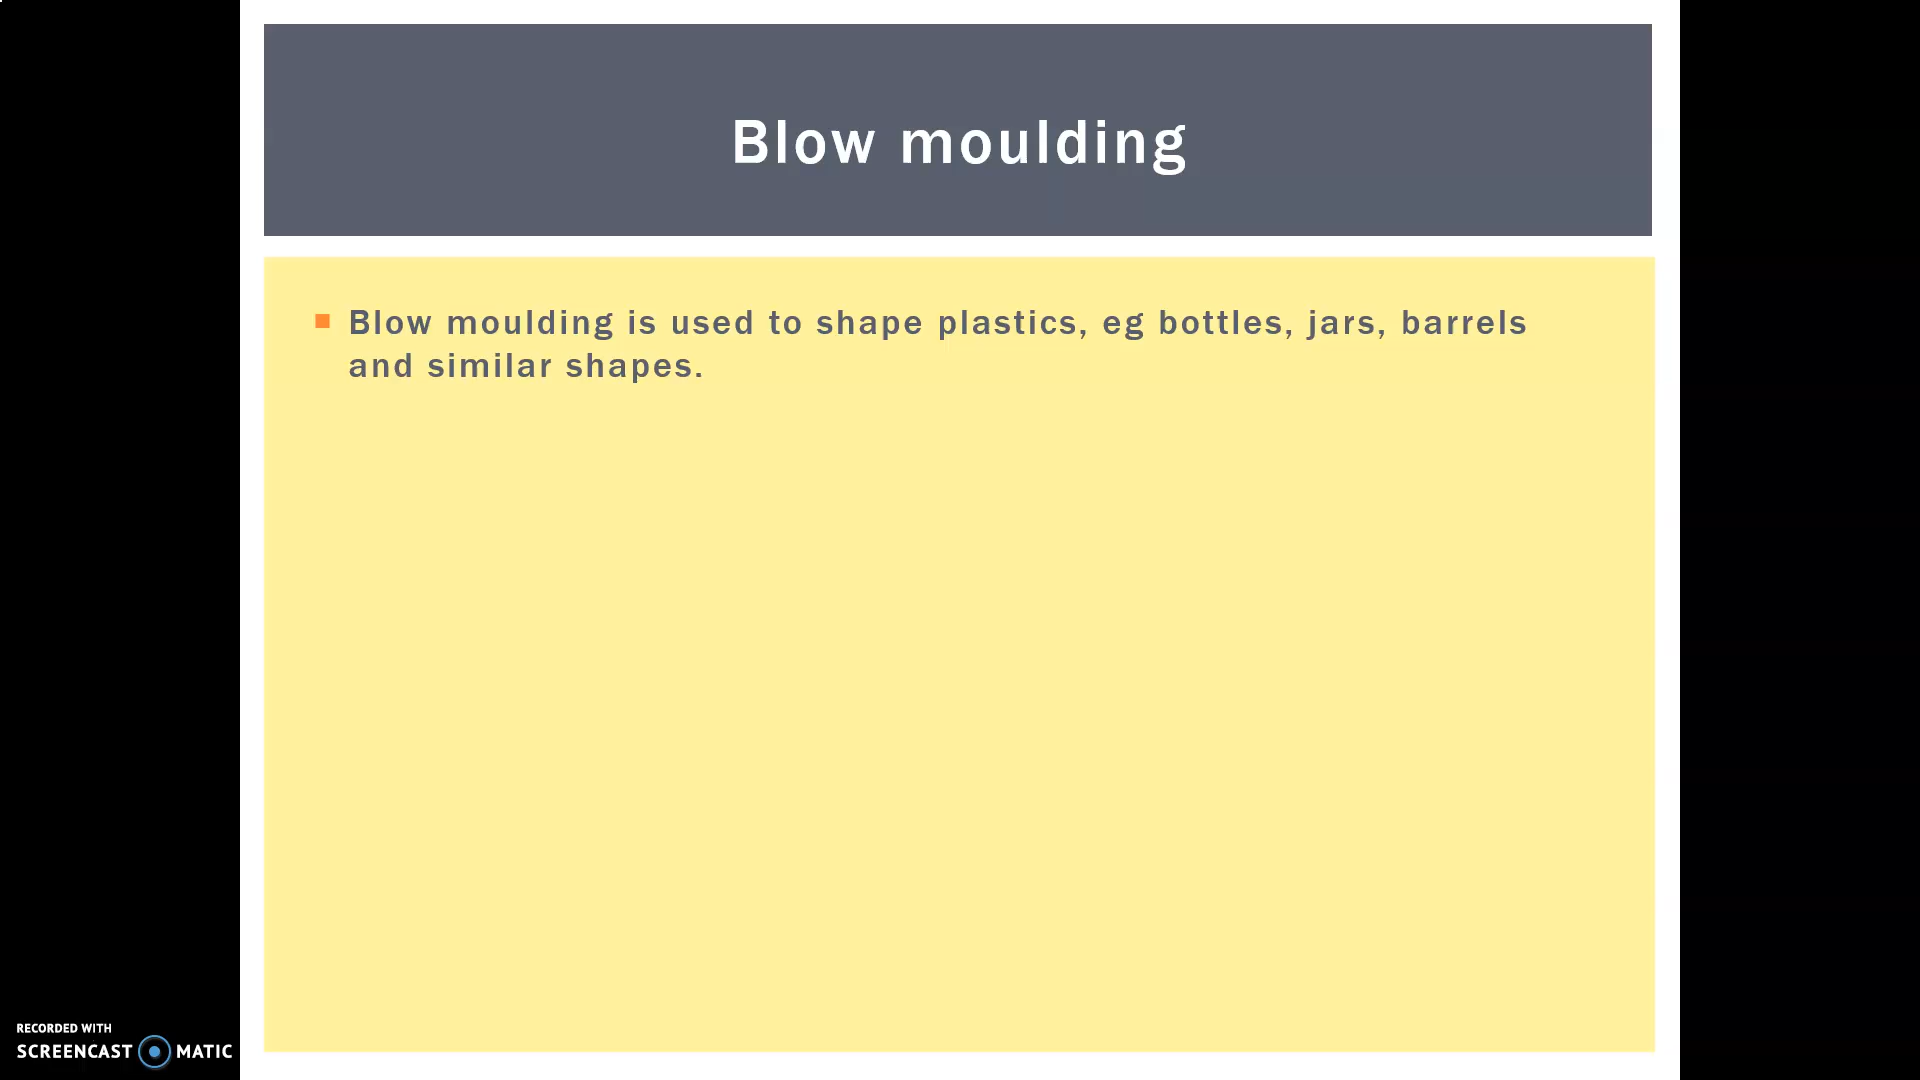 Blow moulding
Blow moulding is used to shape plastics, eg bottles, jars, barrels
and similar shapes.
RECORDED WITH
SCREENCAST MATIC